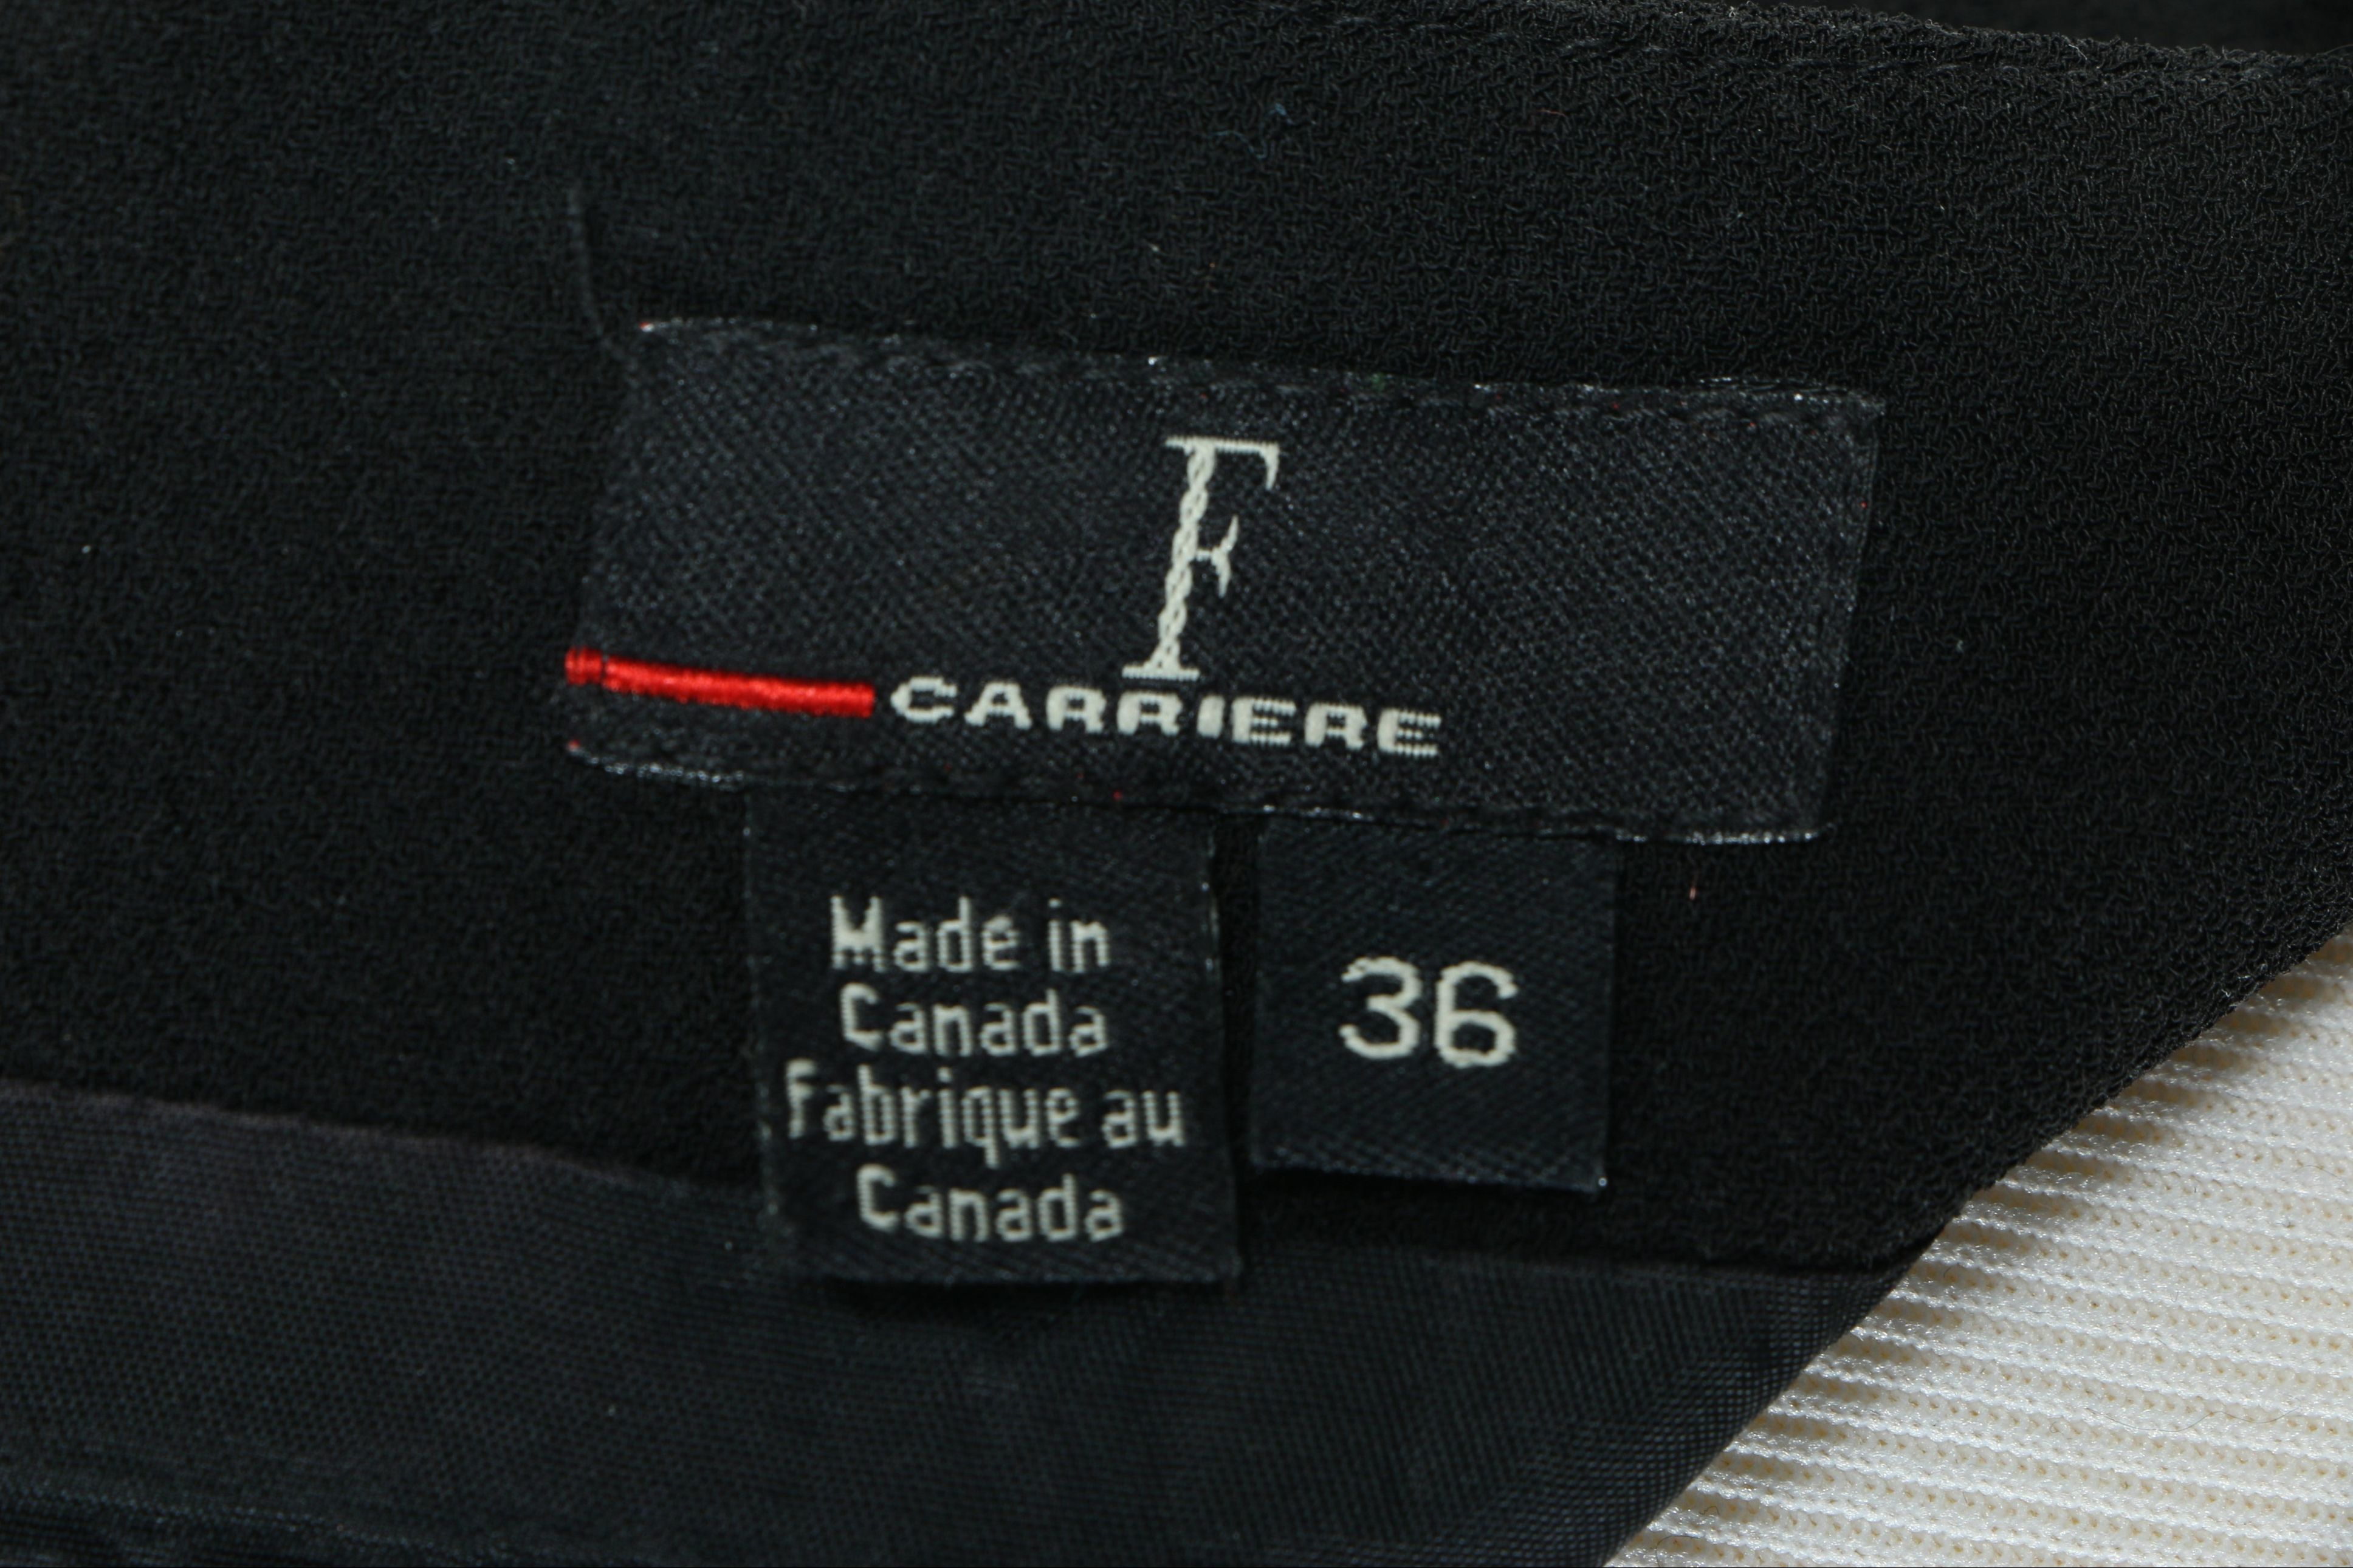 F
CARRIERE
Made in
Canada
Fabrique au
Canada
36